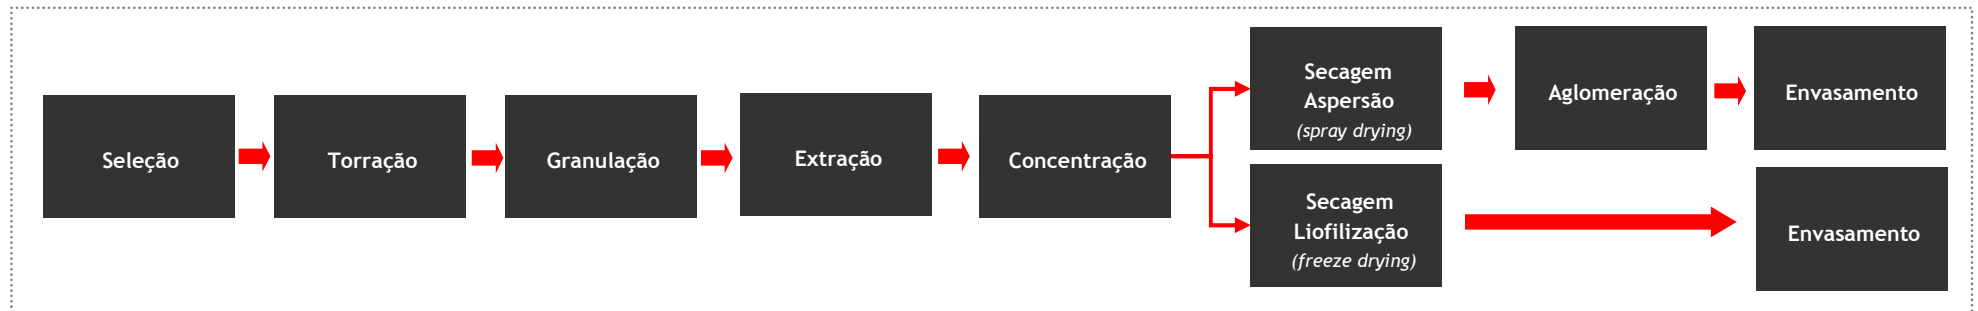 Seleção
Torração
Granulação
Extração
Concentração
Secagem
Aspersão
(spray drying)
Aglomeração
Envasamento
Secagem
Liofilização
(freeze drying)
Envasamento